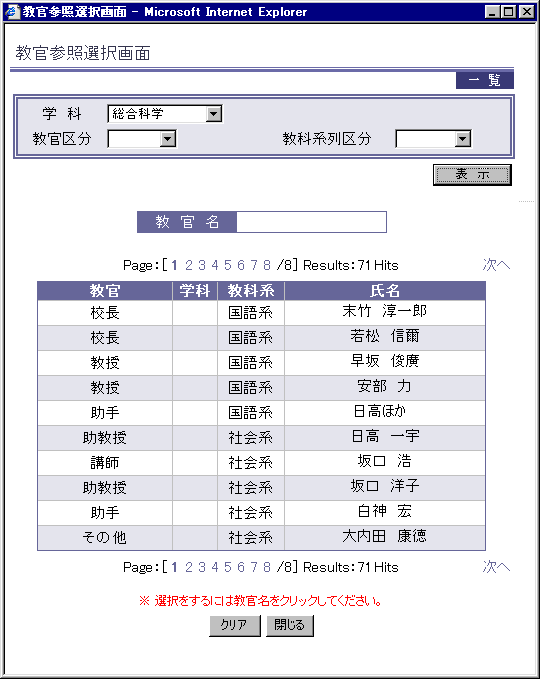 教官参照選択画面 - Microsoft Internet Explorer
教官参照選択画面
一 覧
学 科 総合科学
教官区分 教科系列区分
表 示
教 官 名
Page:[ 1 2 3 4 5 6 7 8 /8] Results:71 Hits 次へ
教官 学科 教科系 氏名
校長 国語系 末竹 淳一郎
校長 国語系 若松 信爾
教授 国語系 早坂 俊廣
教授 国語系 安部 力
助手 国語系 日高ほか
助教授 社会系 日高 一宇
講師 社会系 坂口 浩
助教授 社会系 坂口 洋子
助手 社会系 白神 宏
その他 社会系 大内田 康徳
Page:[ 1 2 3 4 5 6 7 8 /8] Results:71 Hits 次へ
※ 選択をするには教官名をクリックしてください。
クリア 閉じる